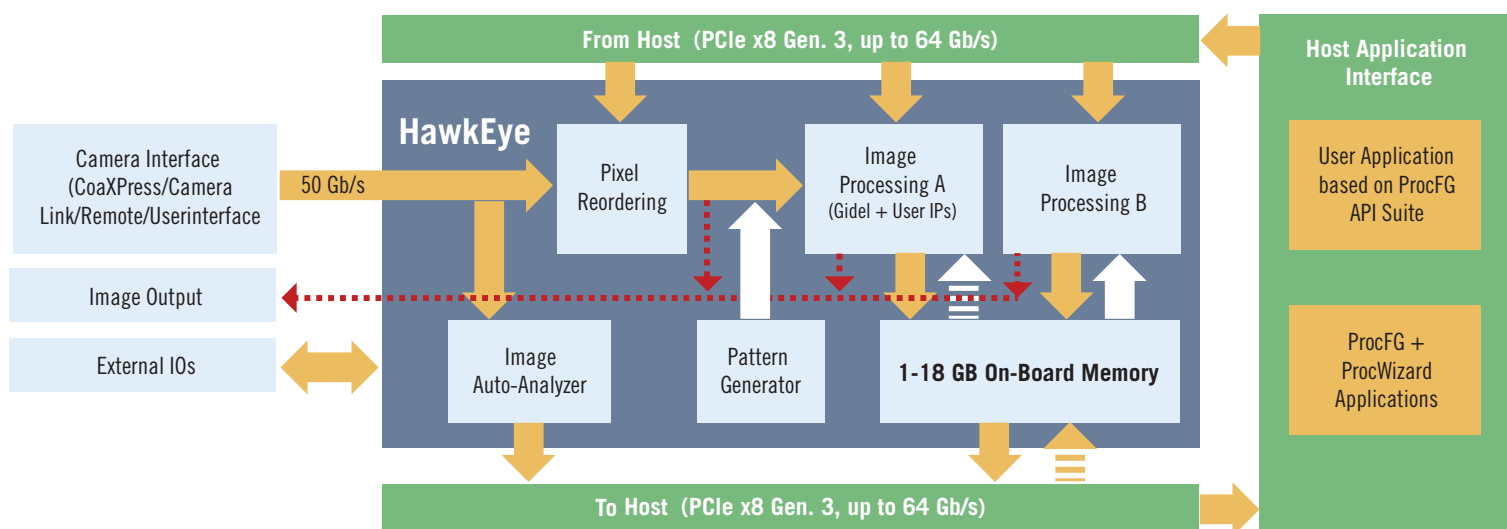 From Host (PCIe x8 Gen. 3, up to 64 Gb/s)
Host Application
Interface
HawkEye
Camera Interface
(CoaXPress/Camera
Link/Remote/Userinterface
50 Gb/s
Pixel
Reordering
Image
Processing A
(Gidel + User IPs)
Image
Processing B
User Application
based on ProcFG
API Suite
Image Output
External IOs
Image
Auto-Analyzer
Pattern
Generator
1-18 GB On-Board Memory
ProcFG +
ProcWizard
Applications
To Host (PCIe x8 Gen. 3, up to 64 Gb/s)